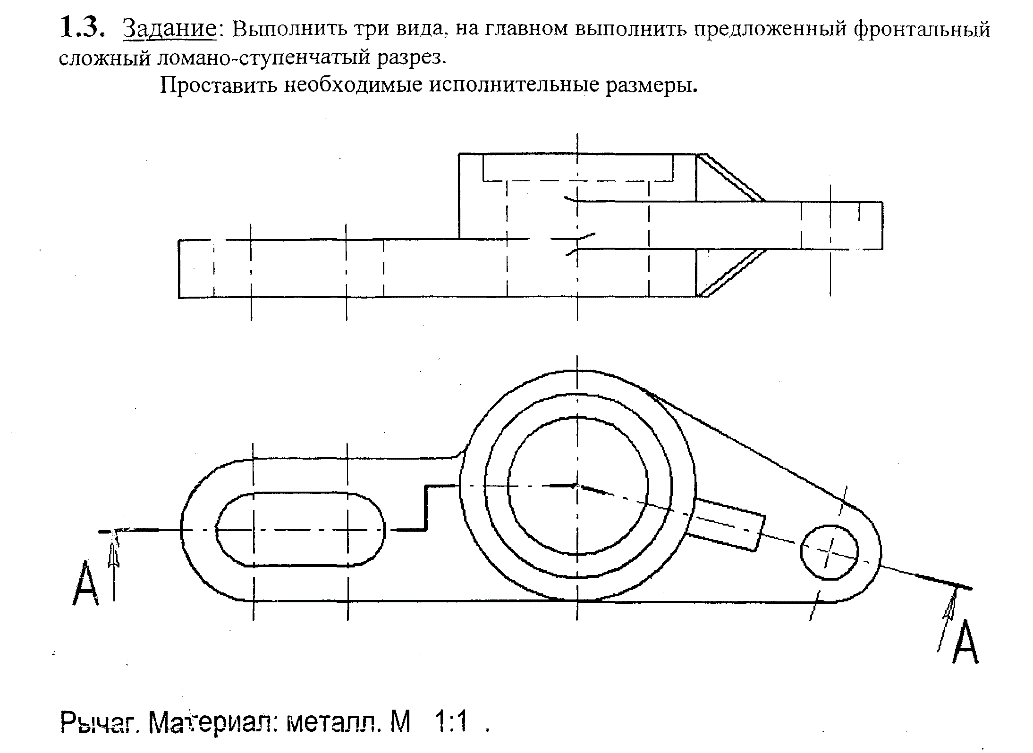 1.3. Задание: Выполнить три вида, на главном выполнить предложенный фронтальный
сложный ломано-ступенчатый разрез.
Проставить необходимые исполнительные размеры.
А
А
Рычаг. Материал: металл. М 1:1 .